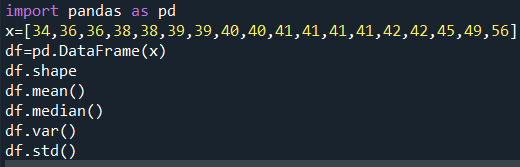 import pandas as pd
x=[34,36,36,38,38,39,39,40,40,41,41,41,41,42,42,45,49,56]
df=pd.DataFrame(x)
df.shape
df.mean()
df.median()
df.var()
df.std()